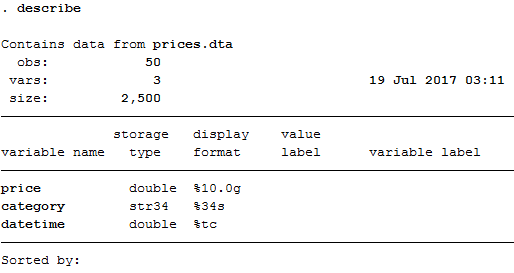 . describe
Contains data from prices.dta
obs: 50
vars: 3 19 Jul 2017 03:11
size: 2,500
storage display value
variable name type format label variable label
price double %10.0g
category str34 %34s
datetime double %tc
Sorted by: